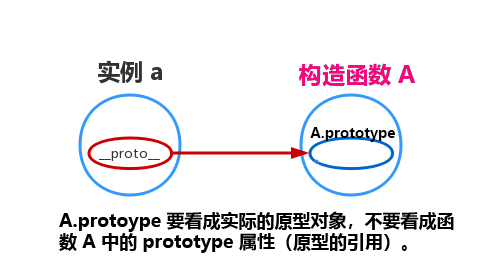 实例 a
构造函数 A
A.prototype
__proto__
A.protoype 要看成实际的原型对象，不要看成函
数 A 中的 prototype 属性（原型的引用）。